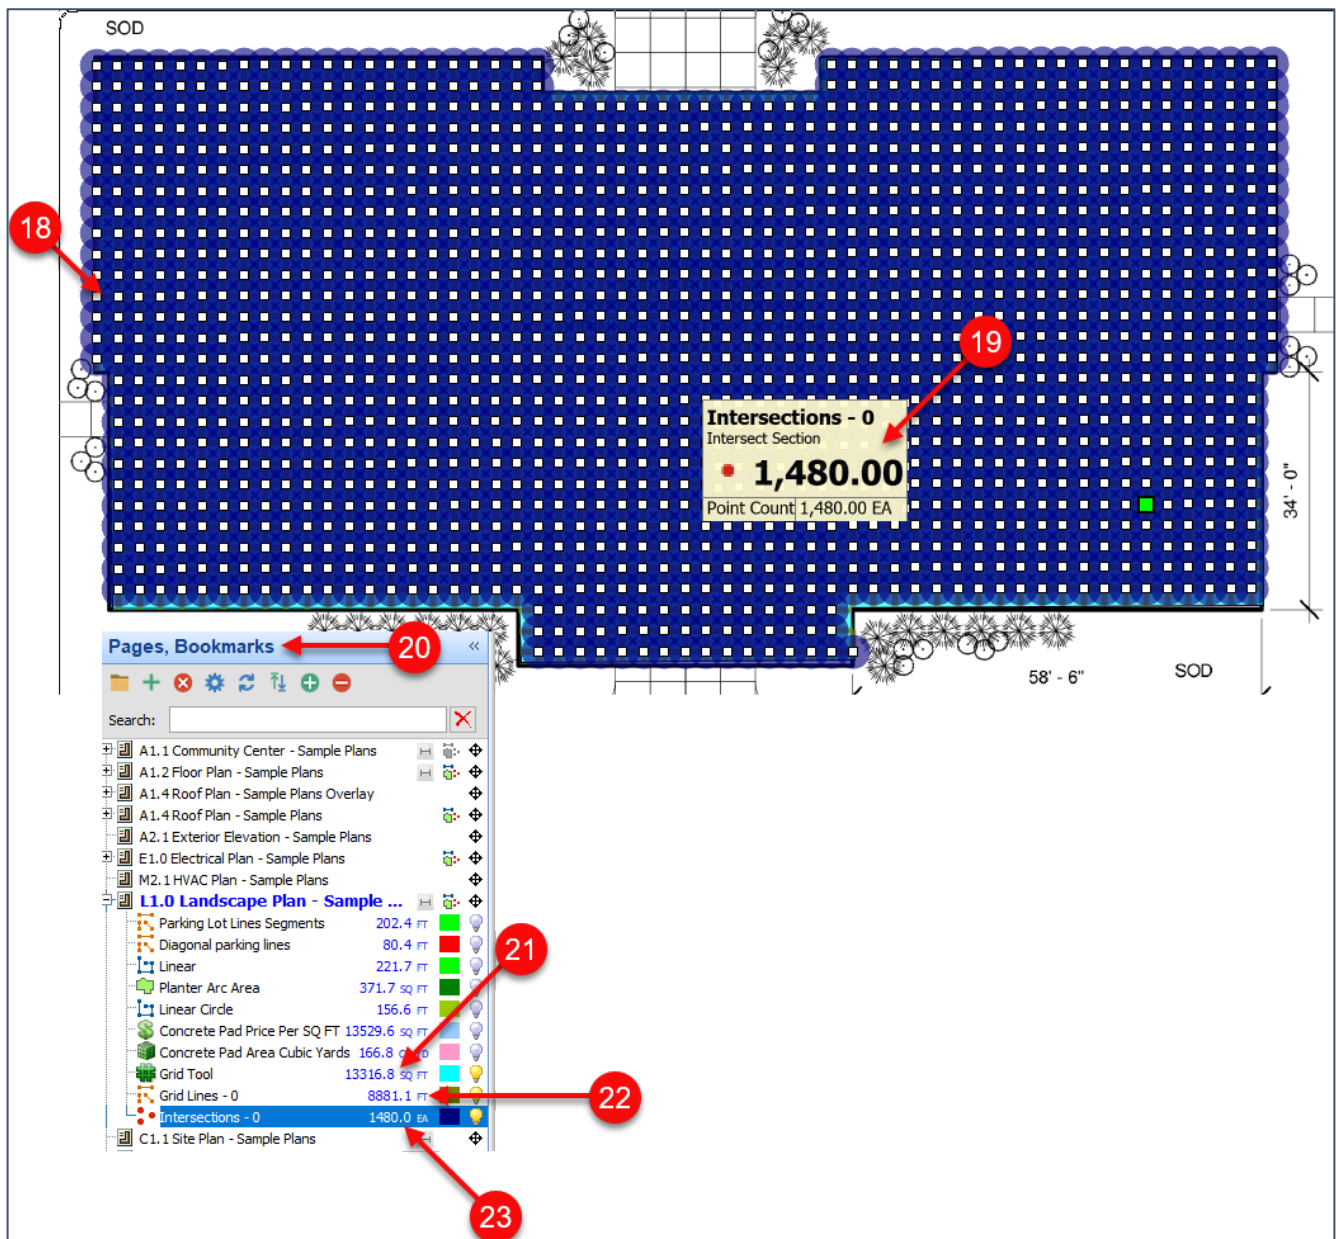 SOD
18
19
Intersections - 0
Intersect Section
1,480.00
Point Count 1,480.00 EA
34' - 0"
20
Pages, Bookmarks
«
58' - 6"
SOD
Search:
A1.1 Community Center - Sample Plans
A1.2 Floor Plan - Sample Plans
A1.4 Roof Plan - Sample Plans Overlay
A1.4 Roof Plan - Sample Plans
A2.1 Exterior Elevation - Sample Plans
E1.0 Electrical Plan - Sample Plans
M2.1 HVAC Plan - Sample Plans
L1.0 Landscape Plan - Sample ...
Parking Lot Lines Segments 202.4 FT
21
Diagonal parking lines 80.4 FT
Linear 221.7 FT
Planter Arc Area 371.7 SQ FT
Linear Circle 156.6 FT
Concrete Pad Price Per SQ FT 13529.6 SQ FT
Concrete Pad Area Cubic Yards 166.8
Grid Tool 13316.8 SQ FT
Grid Lines - 0 8881.1 FT
22
Intersections - 0 1480.0 EA
C1.1 Site Plan - Sample Plans
23